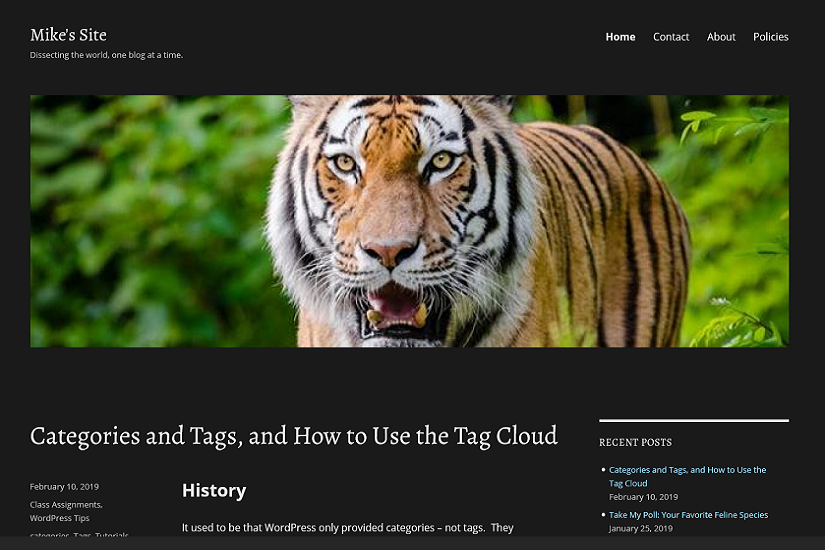 Mike's Site
Dissecting the world, one blog at a time.
Home Contact About Policies
Categories and Tags, and How to Use the Tag Cloud
February 10, 2019
Class Assignments,
WordPress Tips
categories, Tags, Tutorials
History
It used to be that WordPress only provided categories – not tags. They
RECENT POSTS
Categories and Tags, and How to Use the
Tag Cloud
February 10, 2019
Take My Poll: Your Favorite Feline Species
January 25, 2019